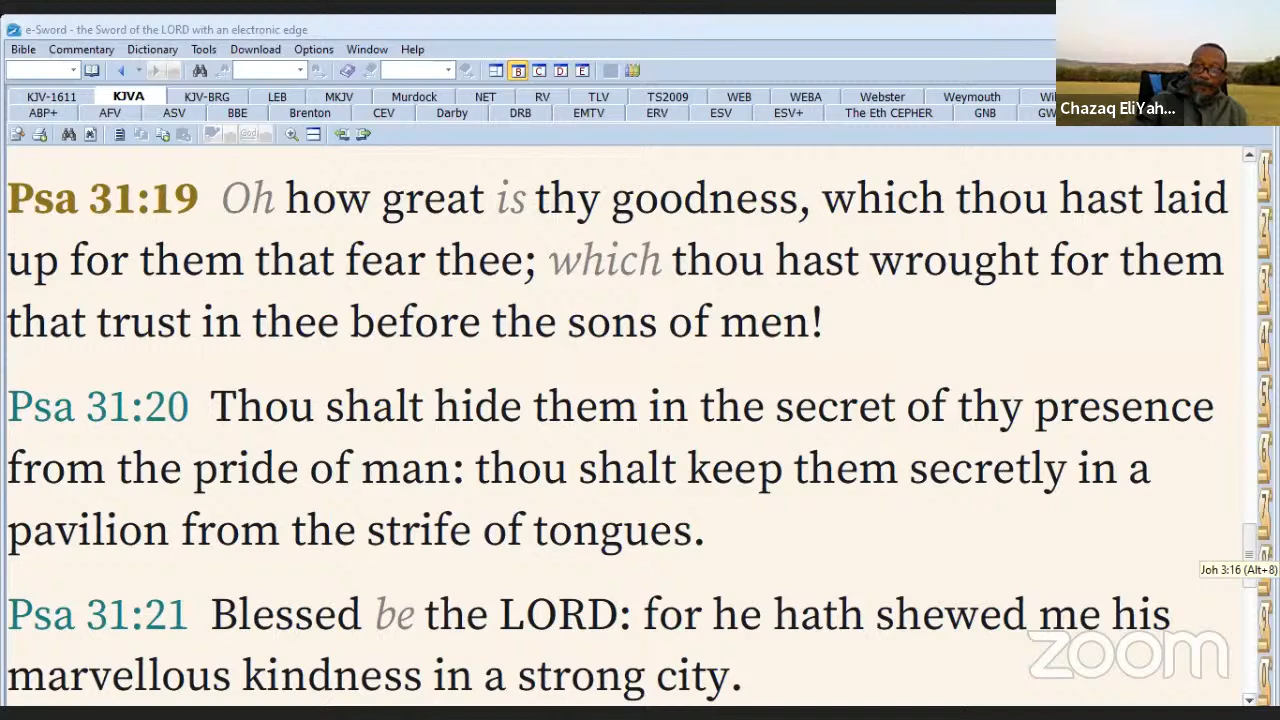 e-Sword - the Sword of the LORD with an electronic edge
Bible Commentary Dictionary Tools Download Options Window Help
B C D E
KJV-1611 KJVA KJV-BRG LEB MKJV Murdock NET RV TLV TS2009 WEB WEBA Webster Weymouth
ABP+ AFV ASV BBE Brenton CEV Darby DRB EMTV ERV ESV ESV+ The Eth CEPHER GNB
Chazaq EliYah...
Psa 31:19 Oh how great is thy goodness, which thou hast laid
up for them that fear thee; which thou hast wrought for them
that trust in thee before the sons of men!
Psa 31:20 Thou shalt hide them in the secret of thy presence
from the pride of man: thou shalt keep them secretly in a
pavilion from the strife of tongues.
Joh 3:16 (Alt+8)
Psa 31:21 Blessed be the LORD: for he hath shewed me his
marvellous kindness in a strong city.
zoom